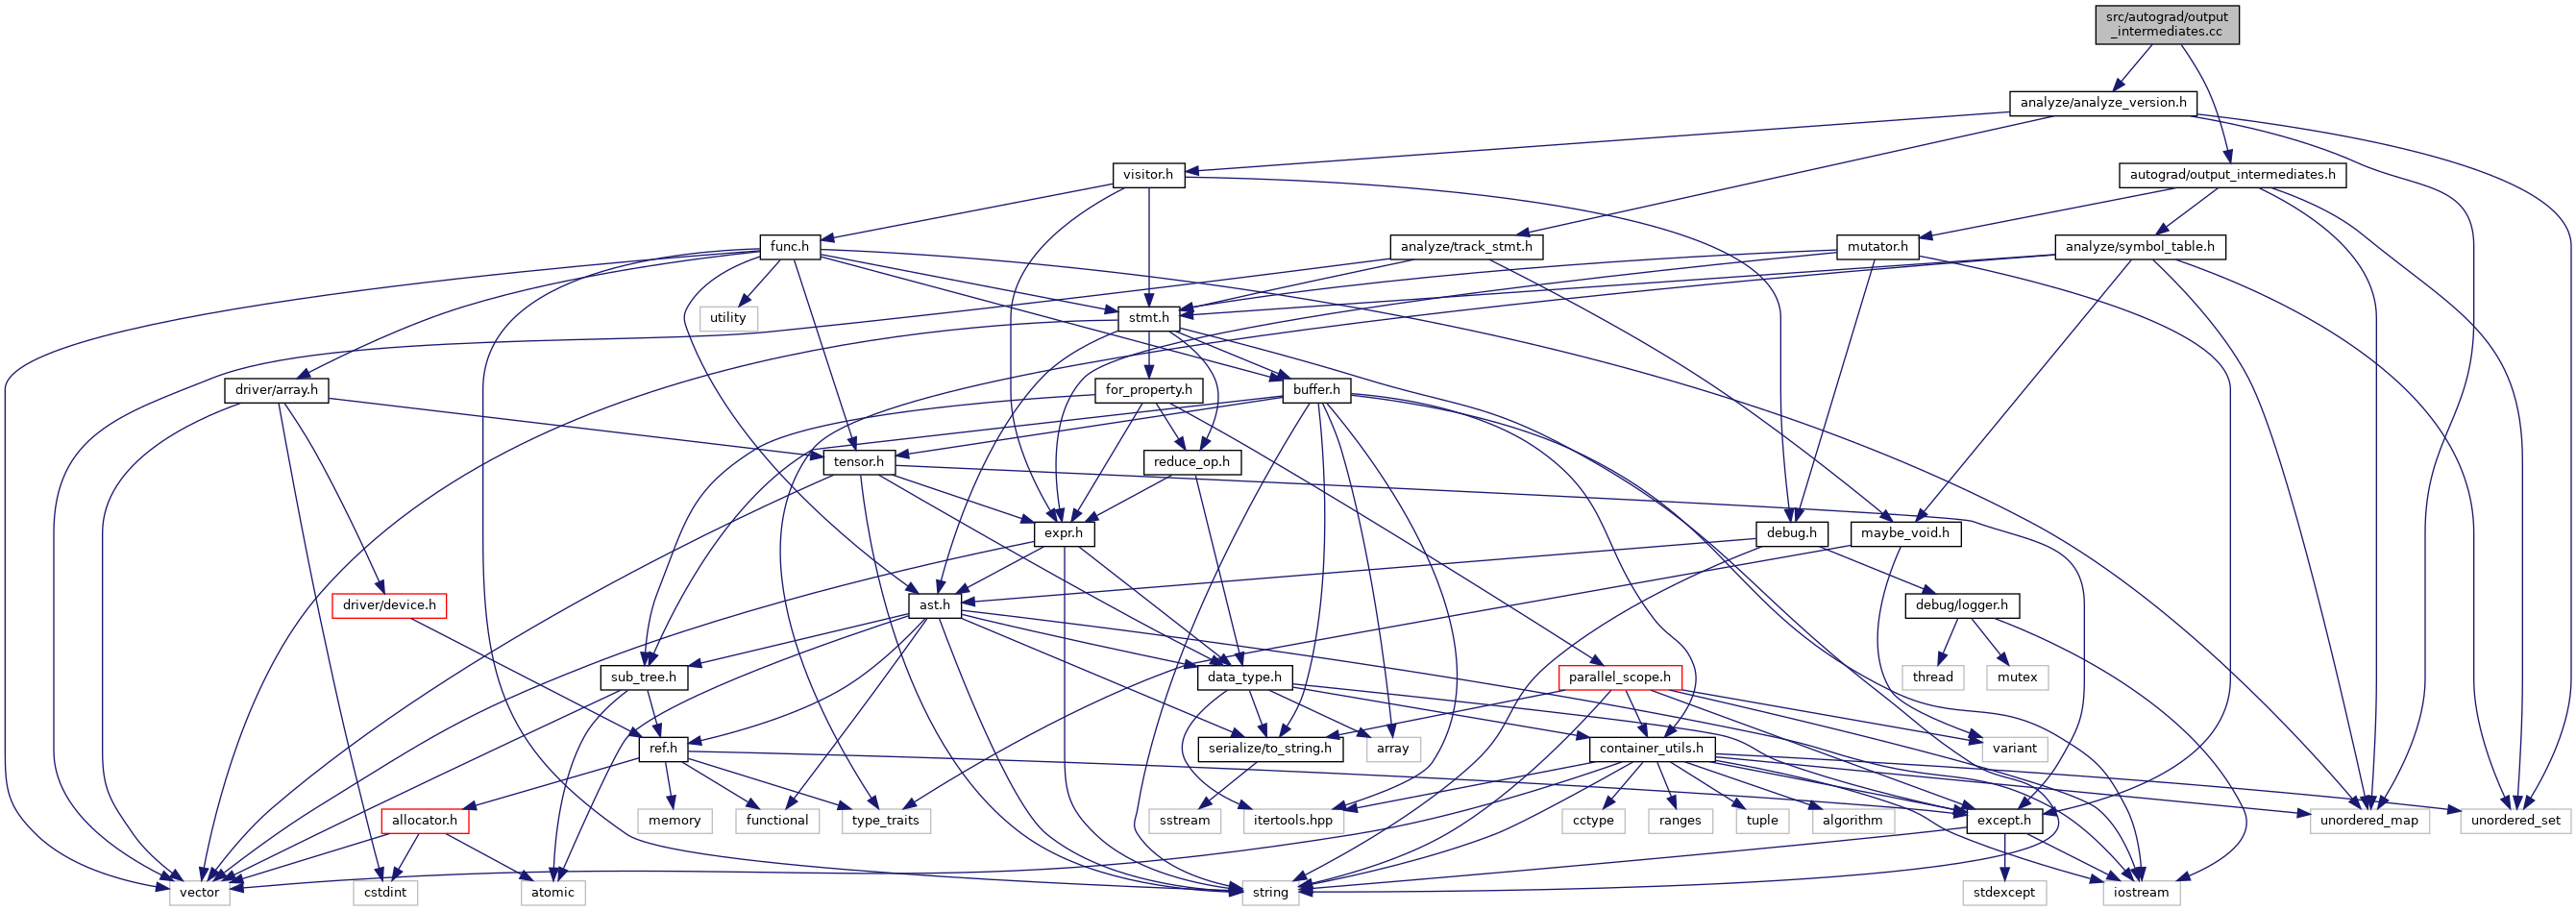 src/autograd/output
_intermediates.cc
analyze/analyze_version.h
visitor.h
autograd/output_intermediates.h
func.h
analyze/track_stmt.h
mutator.h
analyze/symbol_table.h
utility
stmt.h
driver/array.h
for_property.h
buffer.h
tensor.h
reduce_op.h
expr.h
debug.h
maybe_void.h
driver/device.h
ast.h
debug/logger.h
sub_tree.h
data_type.h
parallel_scope.h
thread
mutex
ref.h
serialize/to_string.h
array
container_utils.h
variant
allocator.h
memory
functional
type_traits
sstream
itertools.hpp
cctype
ranges
tuple
algorithm
except.h
unordered_map
unordered_set
vector
cstdint
atomic
string
stdexcept
iostream